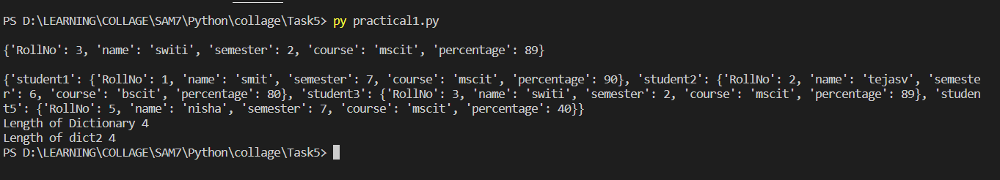 PS D:\LEARNING\COLLAGE\SAM7\Python\collage\Task5> py practical1.py
{'RollNo': 3, 'name': 'switi', 'semester': 2, 'course': 'mscit', 'percentage': 89}
{'student1': {'RollNo': 1, 'name': 'smit', 'semester': 7, 'course': 'mscit', 'percentage': 90}, 'student2': {'RollNo': 2, 'name': 'tejasv', 'semeste
r': 6, 'course': 'bscit', 'percentage': 80}, 'student3': {'RollNo': 3, 'name': 'switi', 'semester': 2, 'course': 'mscit', 'percentage': 89}, 'studen
t5': {'RollNo': 5, 'name': 'nisha', 'semester': 7, 'course': 'mscit', 'percentage': 40}}
Length of Dictionary 4
Length of dict2 4
PS D:\LEARNING\COLLAGE\SAM7\Python\collage\Task5>